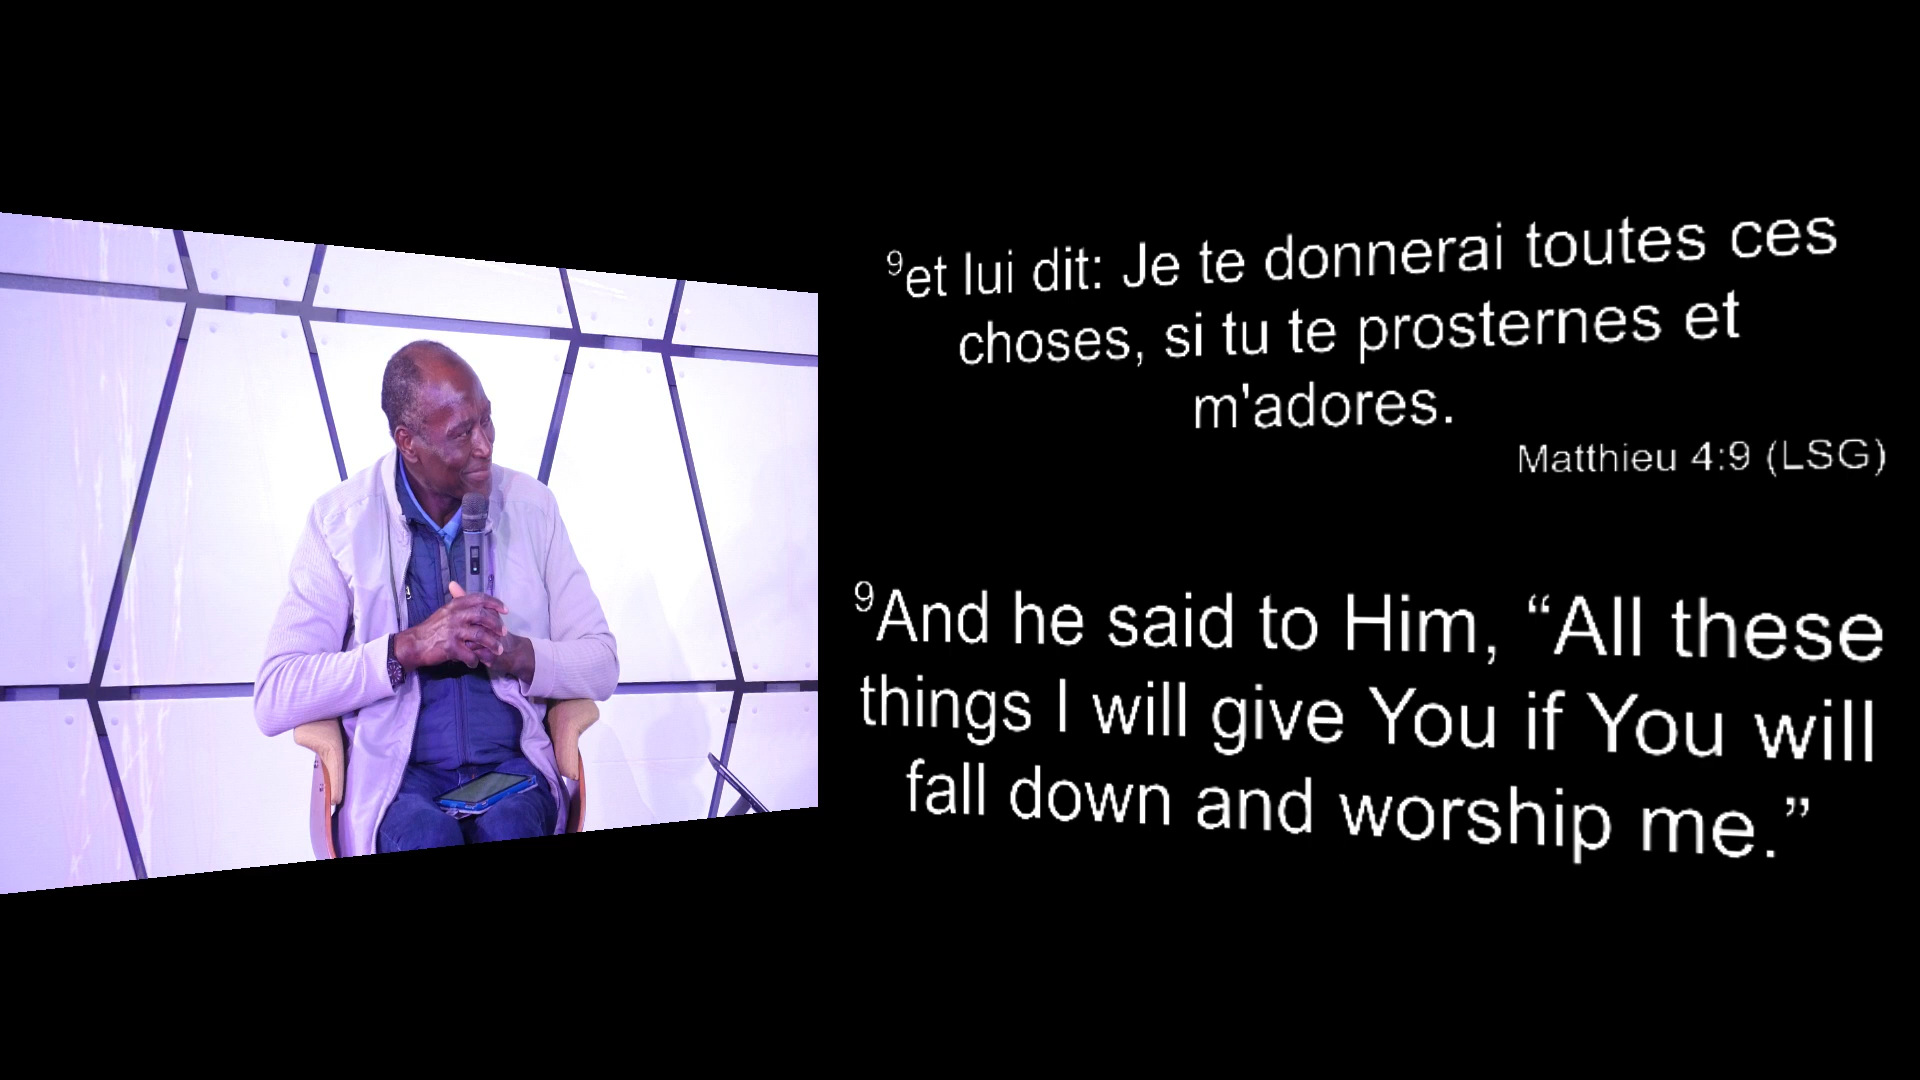 ⁹et lui dit: Je te donnerai toutes ces
choses, si tu te prosternes et
m'adores.
Matthieu 4:9 (LSG)
⁹And he said to Him, “All these
things I will give You if You will
fall down and worship me.”